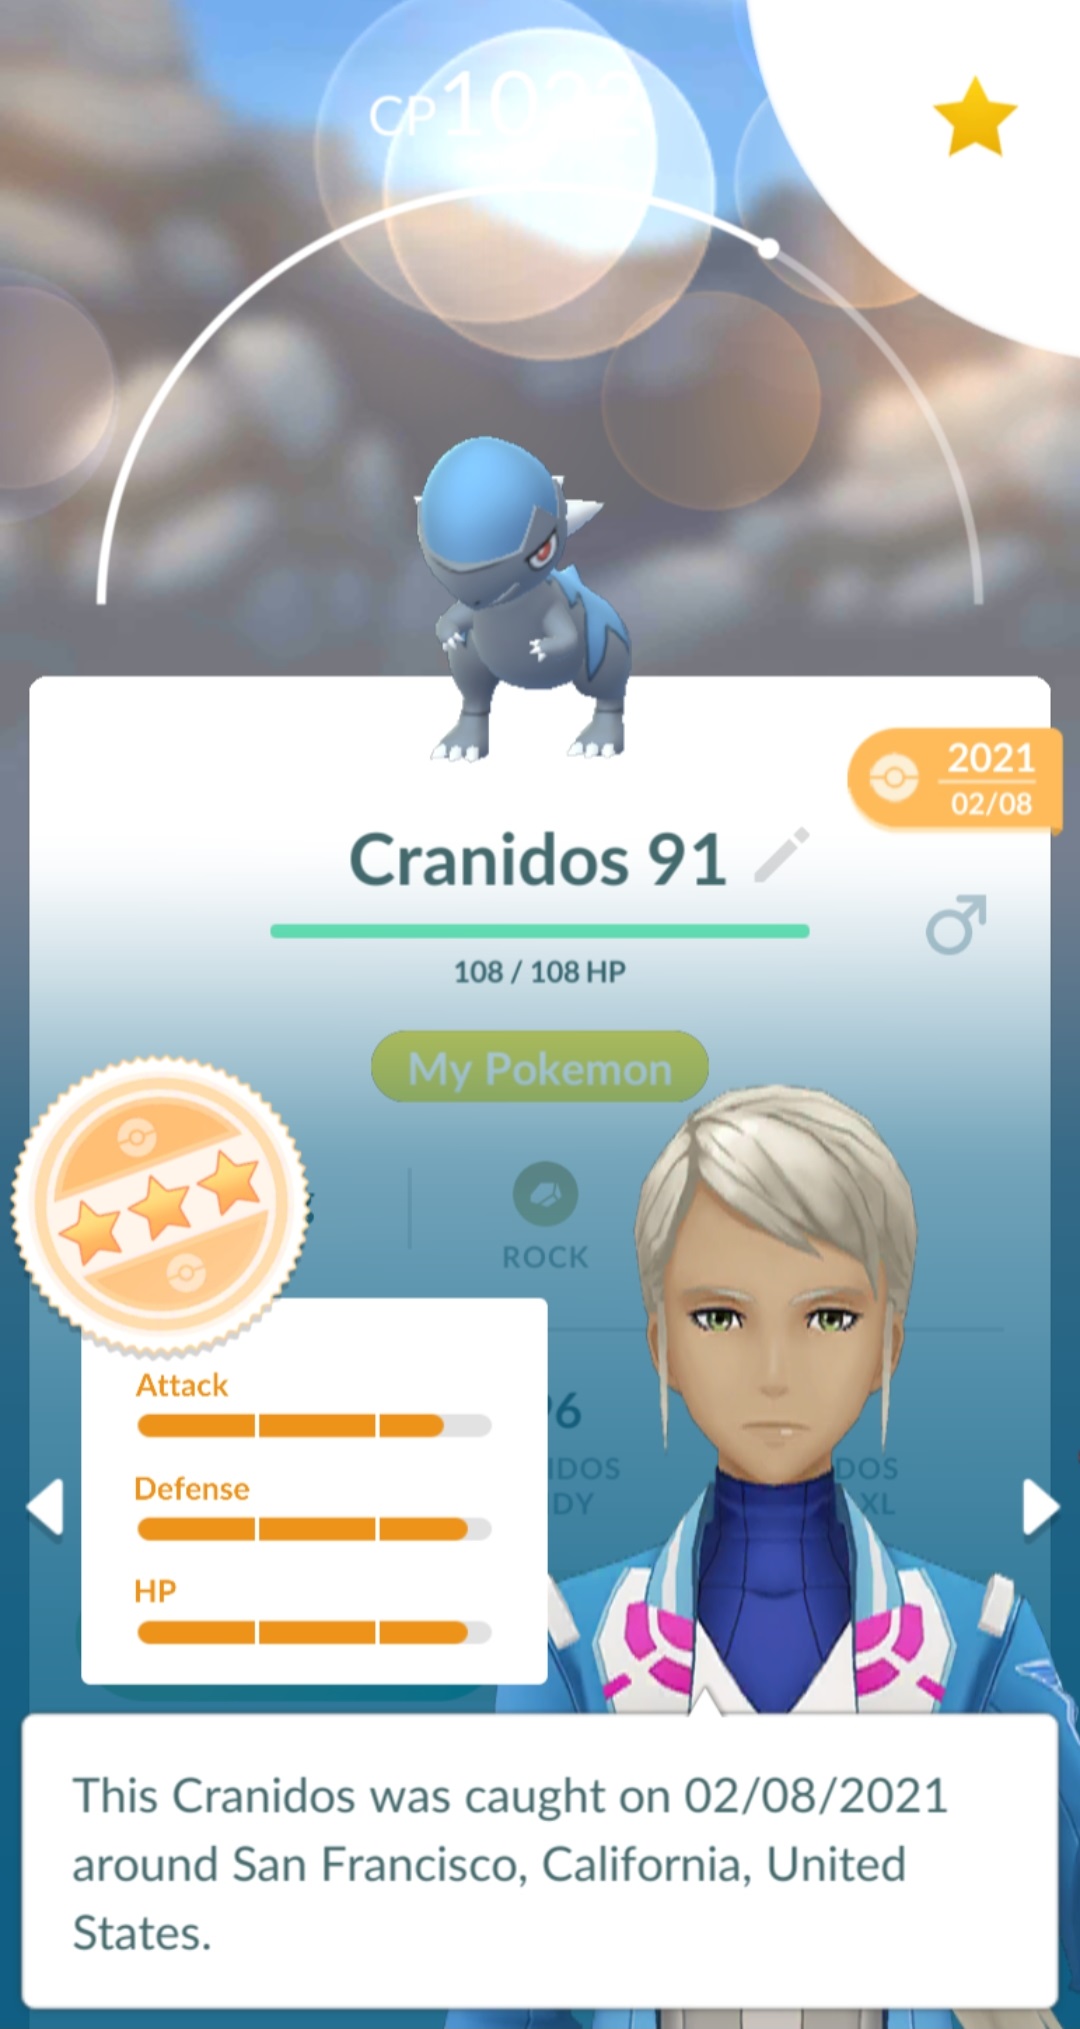 CP1022
2021
02/08
Cranidos 91
108 / 108 HP
My Pokemon
ROCK
Attack
Defense
HP
This Cranidos was caught on 02/08/2021
around San Francisco, California, United
States.